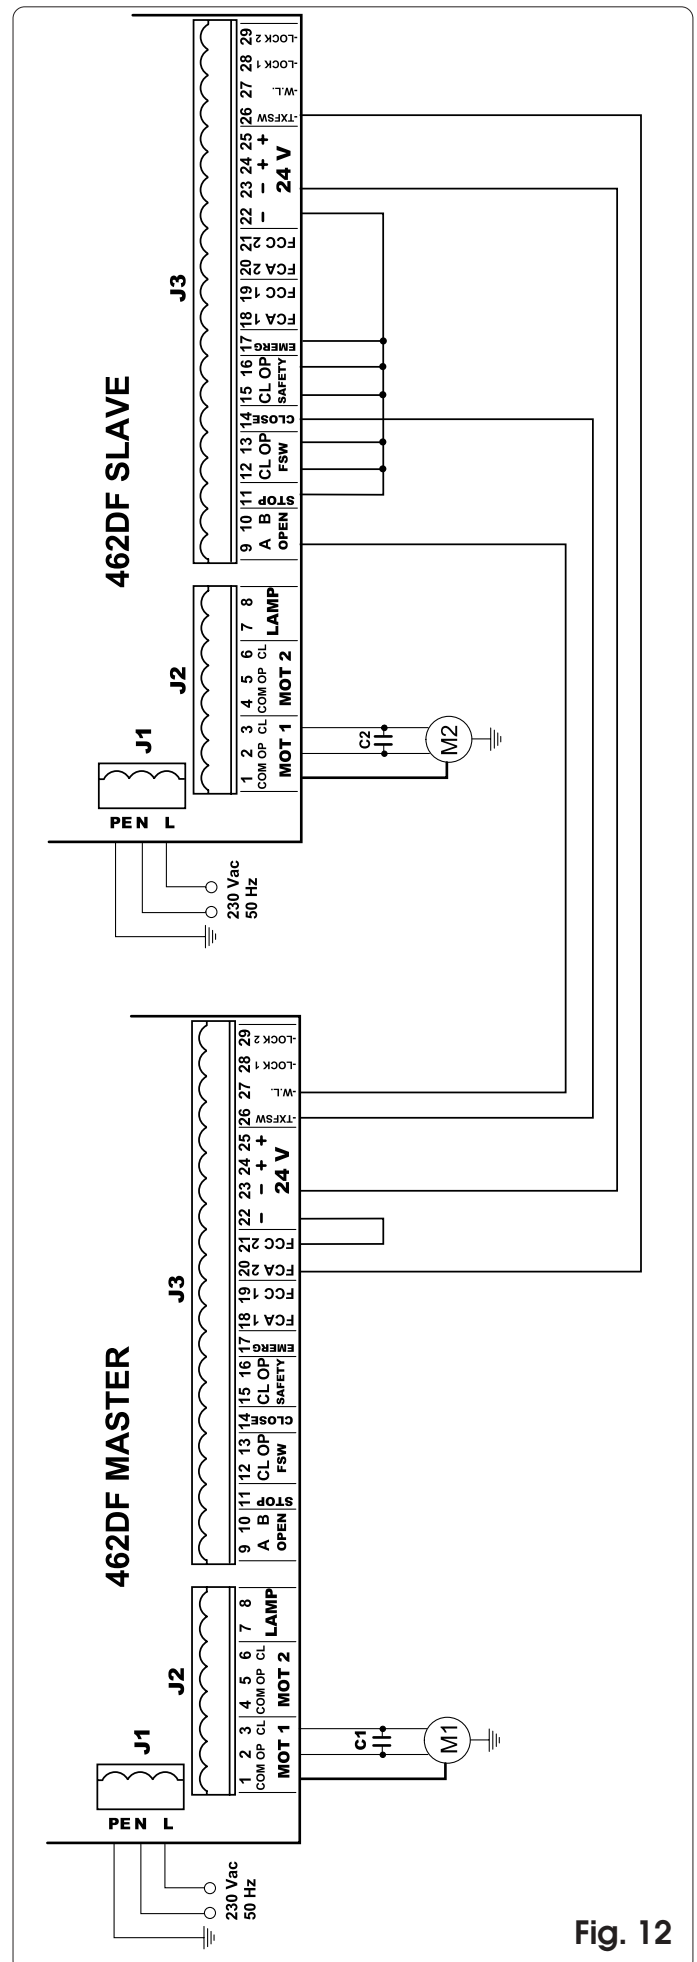 462DF MASTER
J1
PE N L
230 Vac
50 Hz
J2
1 2 3 4 5 6 7 8
COM OP CL COM OP CL
MOT 1 MOT 2 LAMP
J3
9 10 11 12 13 14 15 16 17 18 19 20 21 22 23 24 25 26 27 28 29
A B STOP CL OP CLOSE CL OP EMERG FCA 1 FCC 1 FCA 2 FCC 2 - - + + -TXFSW -W.L. -LOCK 1 -LOCK 2
OPEN FSW SAFETY 24 V
C1
M1
462DF SLAVE
J1
PE N L
230 Vac
50 Hz
J2
1 2 3 4 5 6 7 8
COM OP CL COM OP CL
MOT 1 MOT 2 LAMP
J3
9 10 11 12 13 14 15 16 17 18 19 20 21 22 23 24 25 26 27 28 29
A B STOP CL OP CLOSE CL OP EMERG FCA 1 FCC 1 FCA 2 FCC 2 - - + + -TXFSW -W.L. -LOCK 1 -LOCK 2
OPEN FSW SAFETY 24 V
C2
M2
Fig. 12